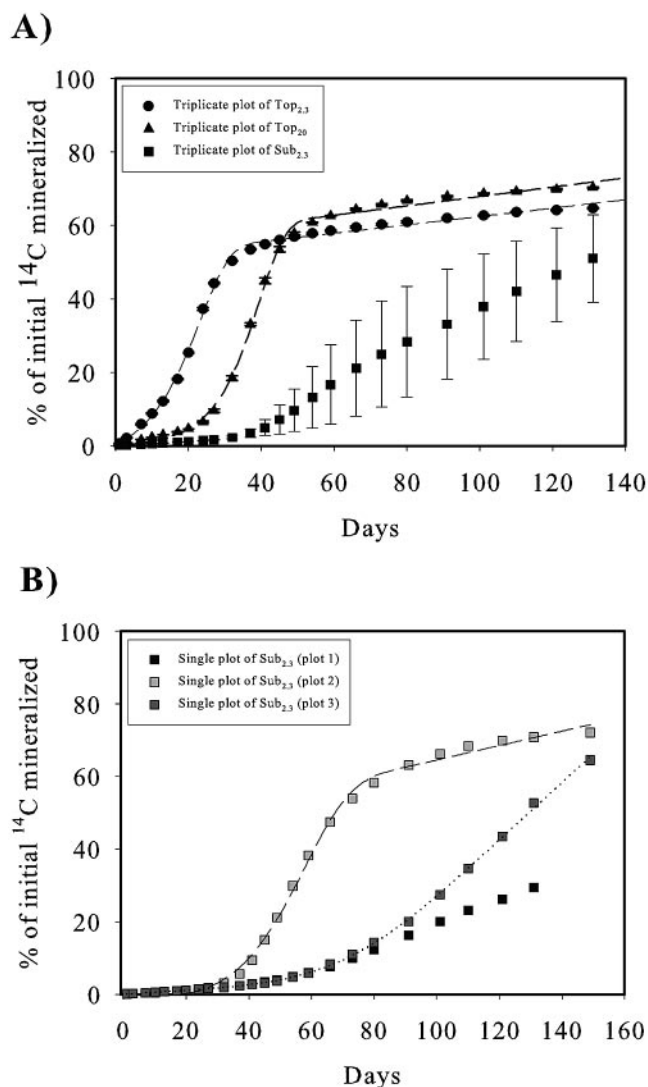 A)
100
80
60
40
20
0
% of initial ¹⁴C mineralized
Triplicate plot of Top₂.₃
Triplicate plot of Top₂₀
Triplicate plot of Sub₂.₃
0 20 40 60 80 100 120 140
Days
B)
100
80
60
40
20
0
% of initial ¹⁴C mineralized
Single plot of Sub₂.₃ (plot 1)
Single plot of Sub₂.₃ (plot 2)
Single plot of Sub₂.₃ (plot 3)
0 20 40 60 80 100 120 140 160
Days